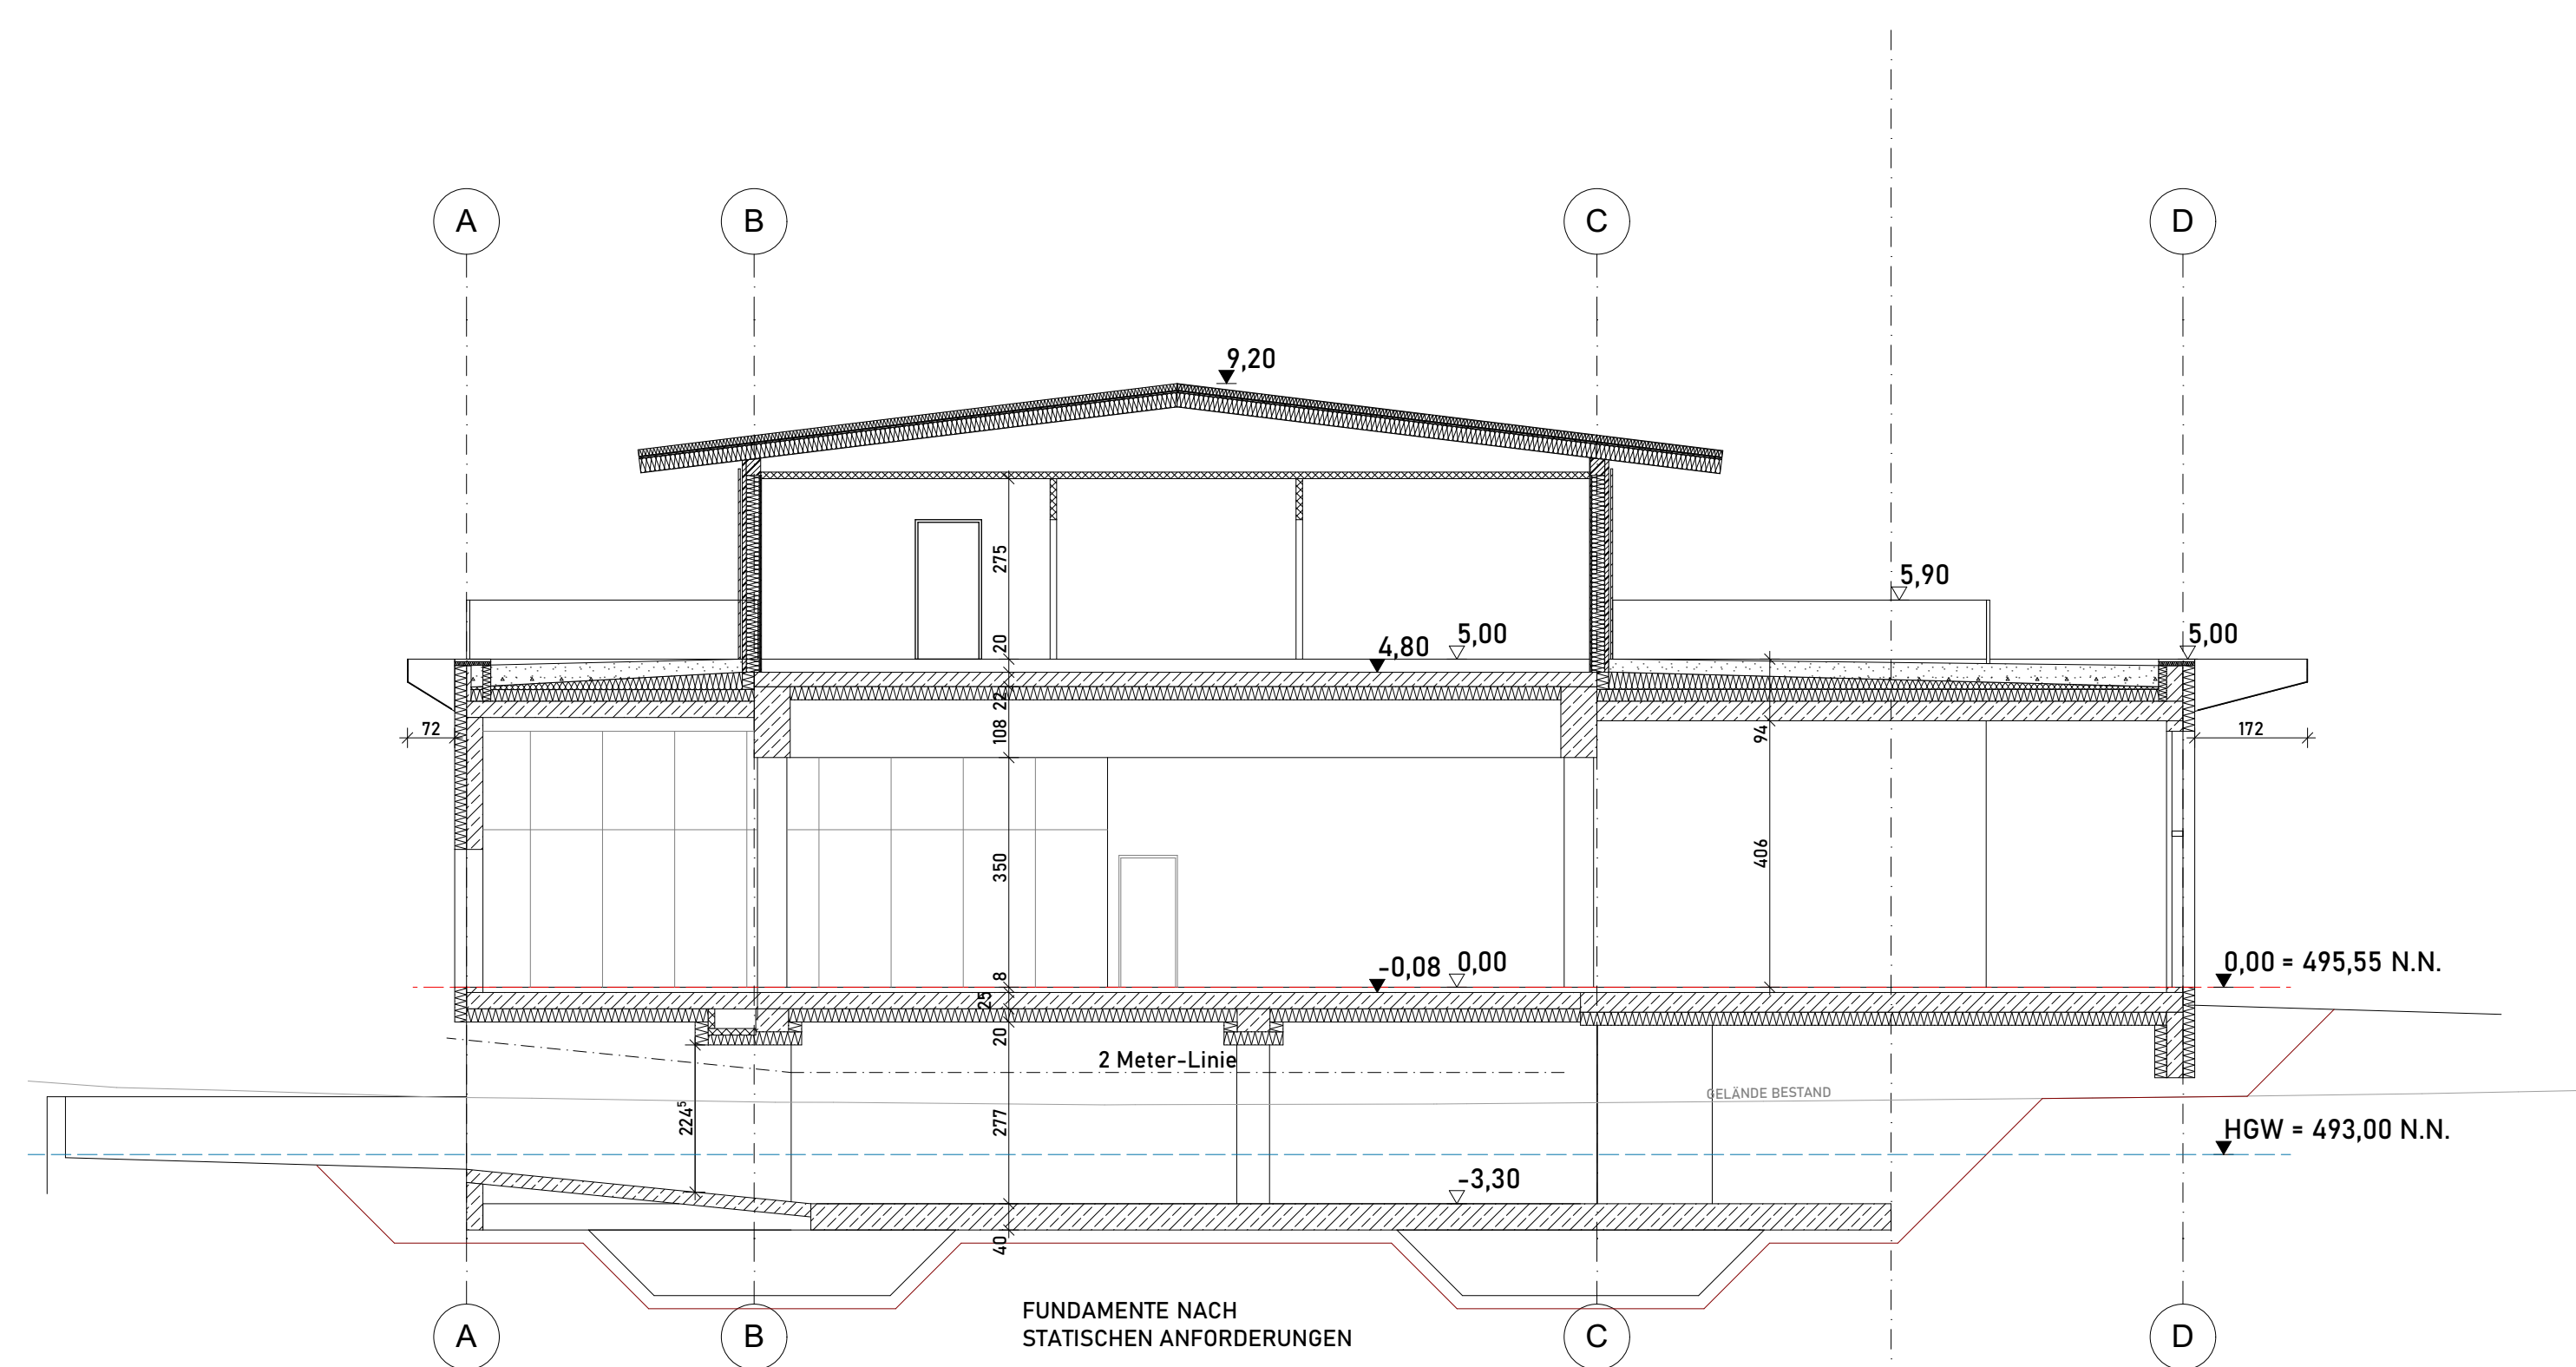 A
B
C
D
9,20
275
5,90
20
4,80
5,00
5,00
22
108
94
72
172
350
406
8
-0,08
0,00
0,00 = 495,55 N.N.
25
20
2 Meter-Linie
GELÄNDE BESTAND
224⁵
277
HGW = 493,00 N.N.
-3,30
40
FUNDAMENTE NACH
STATISCHEN ANFORDERUNGEN
A
B
C
D